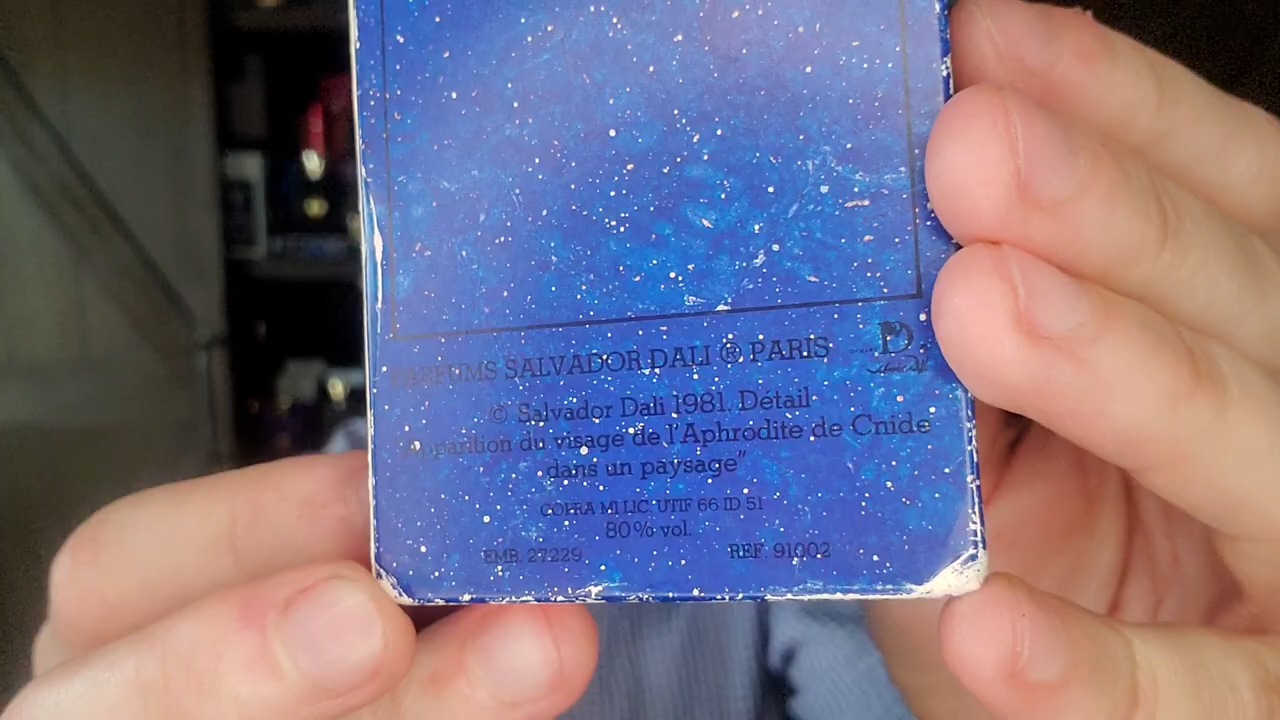 PARFUMS SALVADOR DALI ® PARIS
D
© Salvador Dali 1981. Détail
Apparition du visage de l'Aphrodite de Cnide
dans un paysage"
COFRA MI LIC. UTIF 66 ID 51
80% vol.
EMB. 27229
REF. 91002